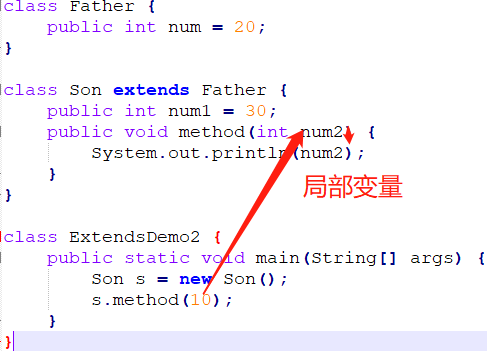 class Father {
    public int num = 20;
}
class Son extends Father {
    public int num1 = 30;
    public void method(int num2) {
        System.out.println(num2);
    }
}
局部变量
class ExtendsDemo2 {
    public static void main(String[] args) {
        Son s = new Son();
        s.method(10);
    }
}